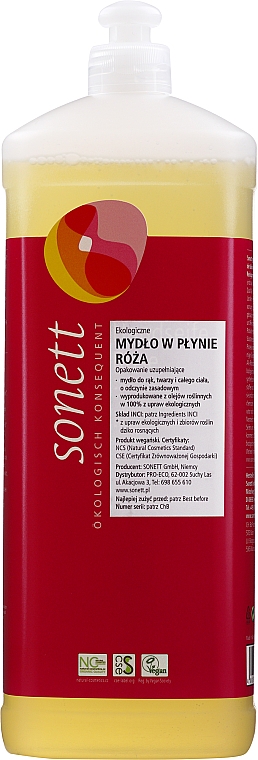 sonett
ÖKOLOGISCH KONSEQUENT
Ekologiczne
MYDŁO W PŁYNIE
RÓŻA
Opakowanie uzupełniające
- mydło do rąk, twarzy i całego ciała,
o odczynie zasadowym
- wyprodukowane z olejów roślinnych
w 100% z upraw ekologicznych
Skład INCI: patrz Ingredients INCI
* z upraw ekologicznych i zbiorów roślin
dziko rosnących
Produkt wegański, Certyfikaty:
NCS (Natural Cosmetics Standard)
CSE (Certyfikat Zrównoważonej Gospodarki)
Producent: SONETT GmbH, Niemcy
Dystrybutor: PRO-ECO, 62-002 Suchy Las
ul. Akacjowa 3, Tel: 698 655 610
www.sonett.pl
Najlepiej zużyć przed: patrz Best before
Numer serii: patrz ChB
NCS
cse
Vegan